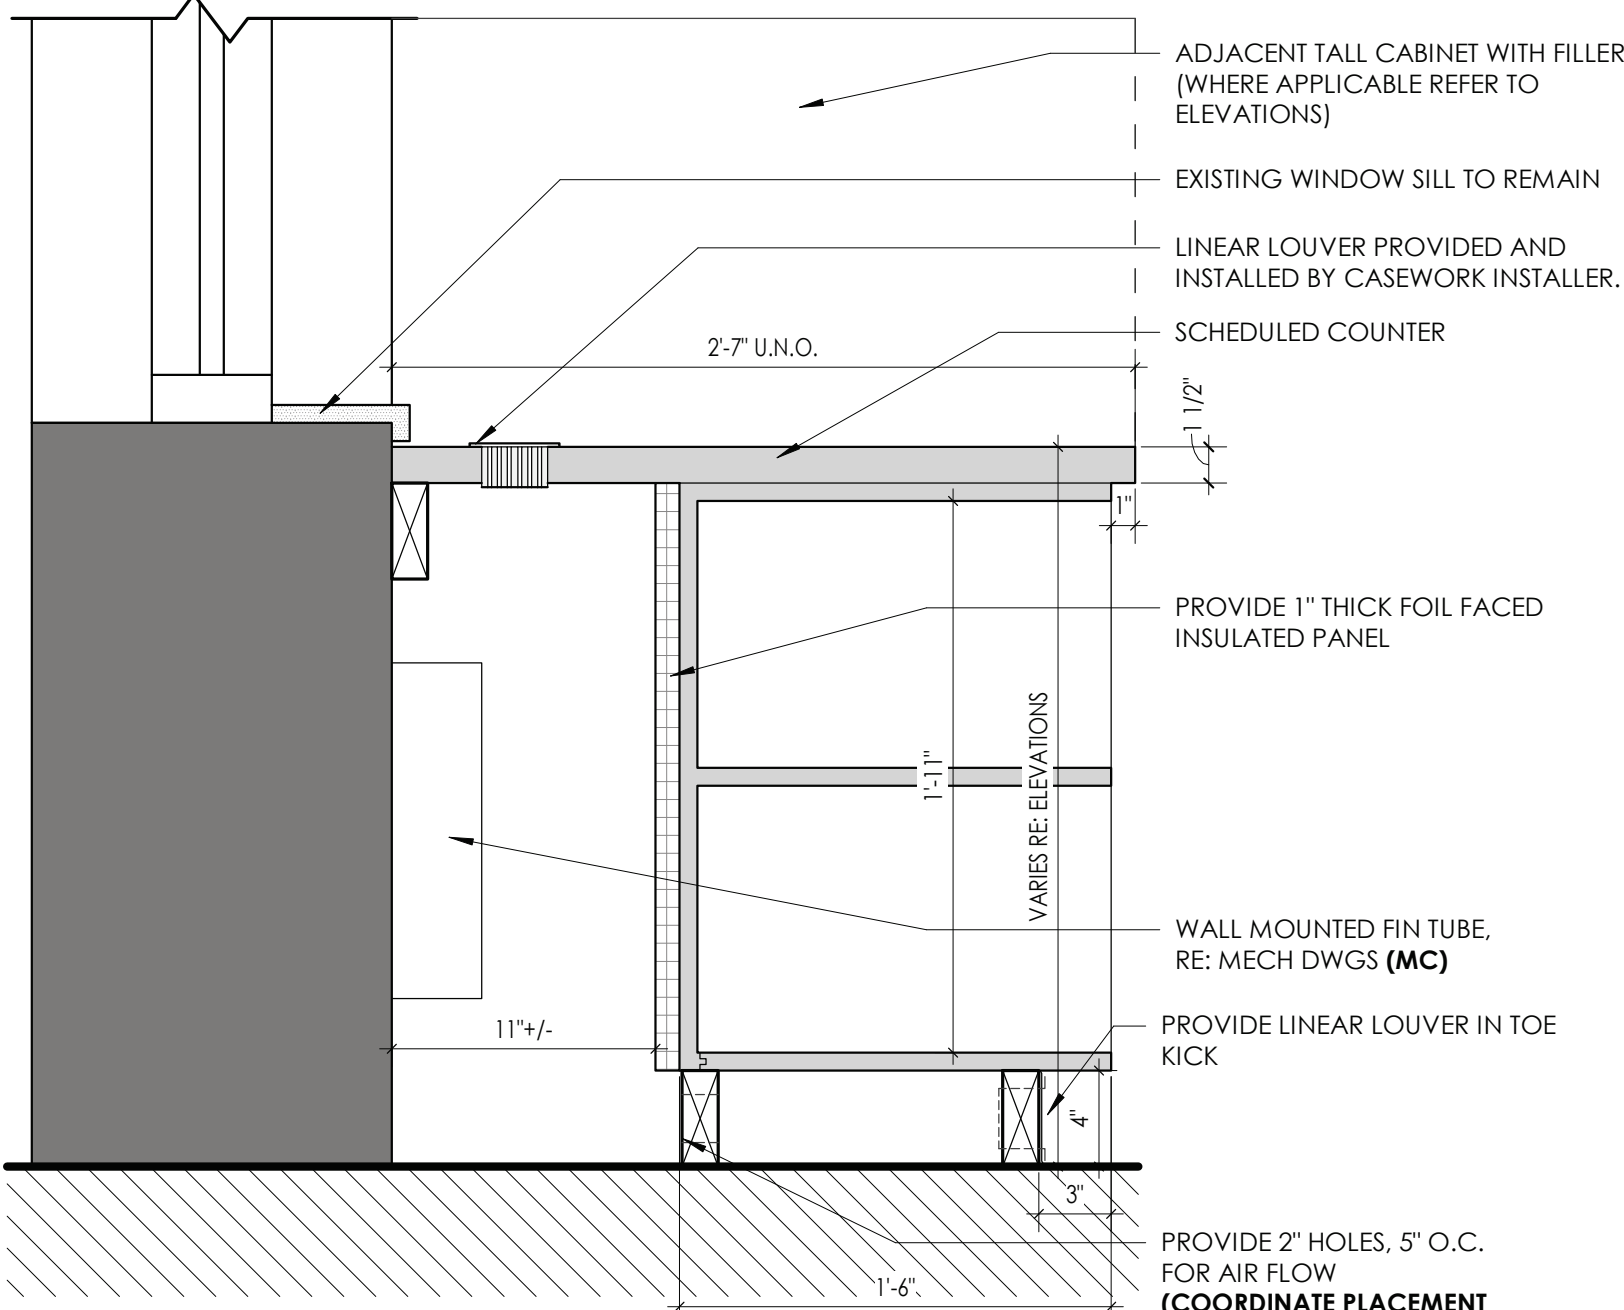 ADJACENT TALL CABINET WITH FILLER
(WHERE APPLICABLE REFER TO
ELEVATIONS)
EXISTING WINDOW SILL TO REMAIN
LINEAR LOUVER PROVIDED AND
INSTALLED BY CASEWORK INSTALLER.
SCHEDULED COUNTER
2'-7" U.N.O.
1 1/2"
1"
PROVIDE 1" THICK FOIL FACED
INSULATED PANEL
1'-11"
VARIES RE: ELEVATIONS
WALL MOUNTED FIN TUBE,
RE: MECH DWGS (MC)
11"+/-
PROVIDE LINEAR LOUVER IN TOE
KICK
4"
3"
PROVIDE 2" HOLES, 5" O.C.
FOR AIR FLOW
(COORDINATE PLACEMENT
1'-6"